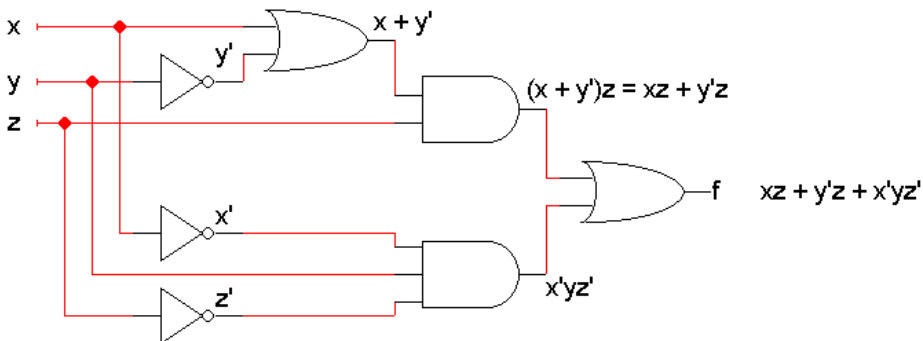 x
x + y'
y'
y
(x + y')z = xz + y'z
z
f
xz + y'z + x'yz'
x'
x'yz'
z'